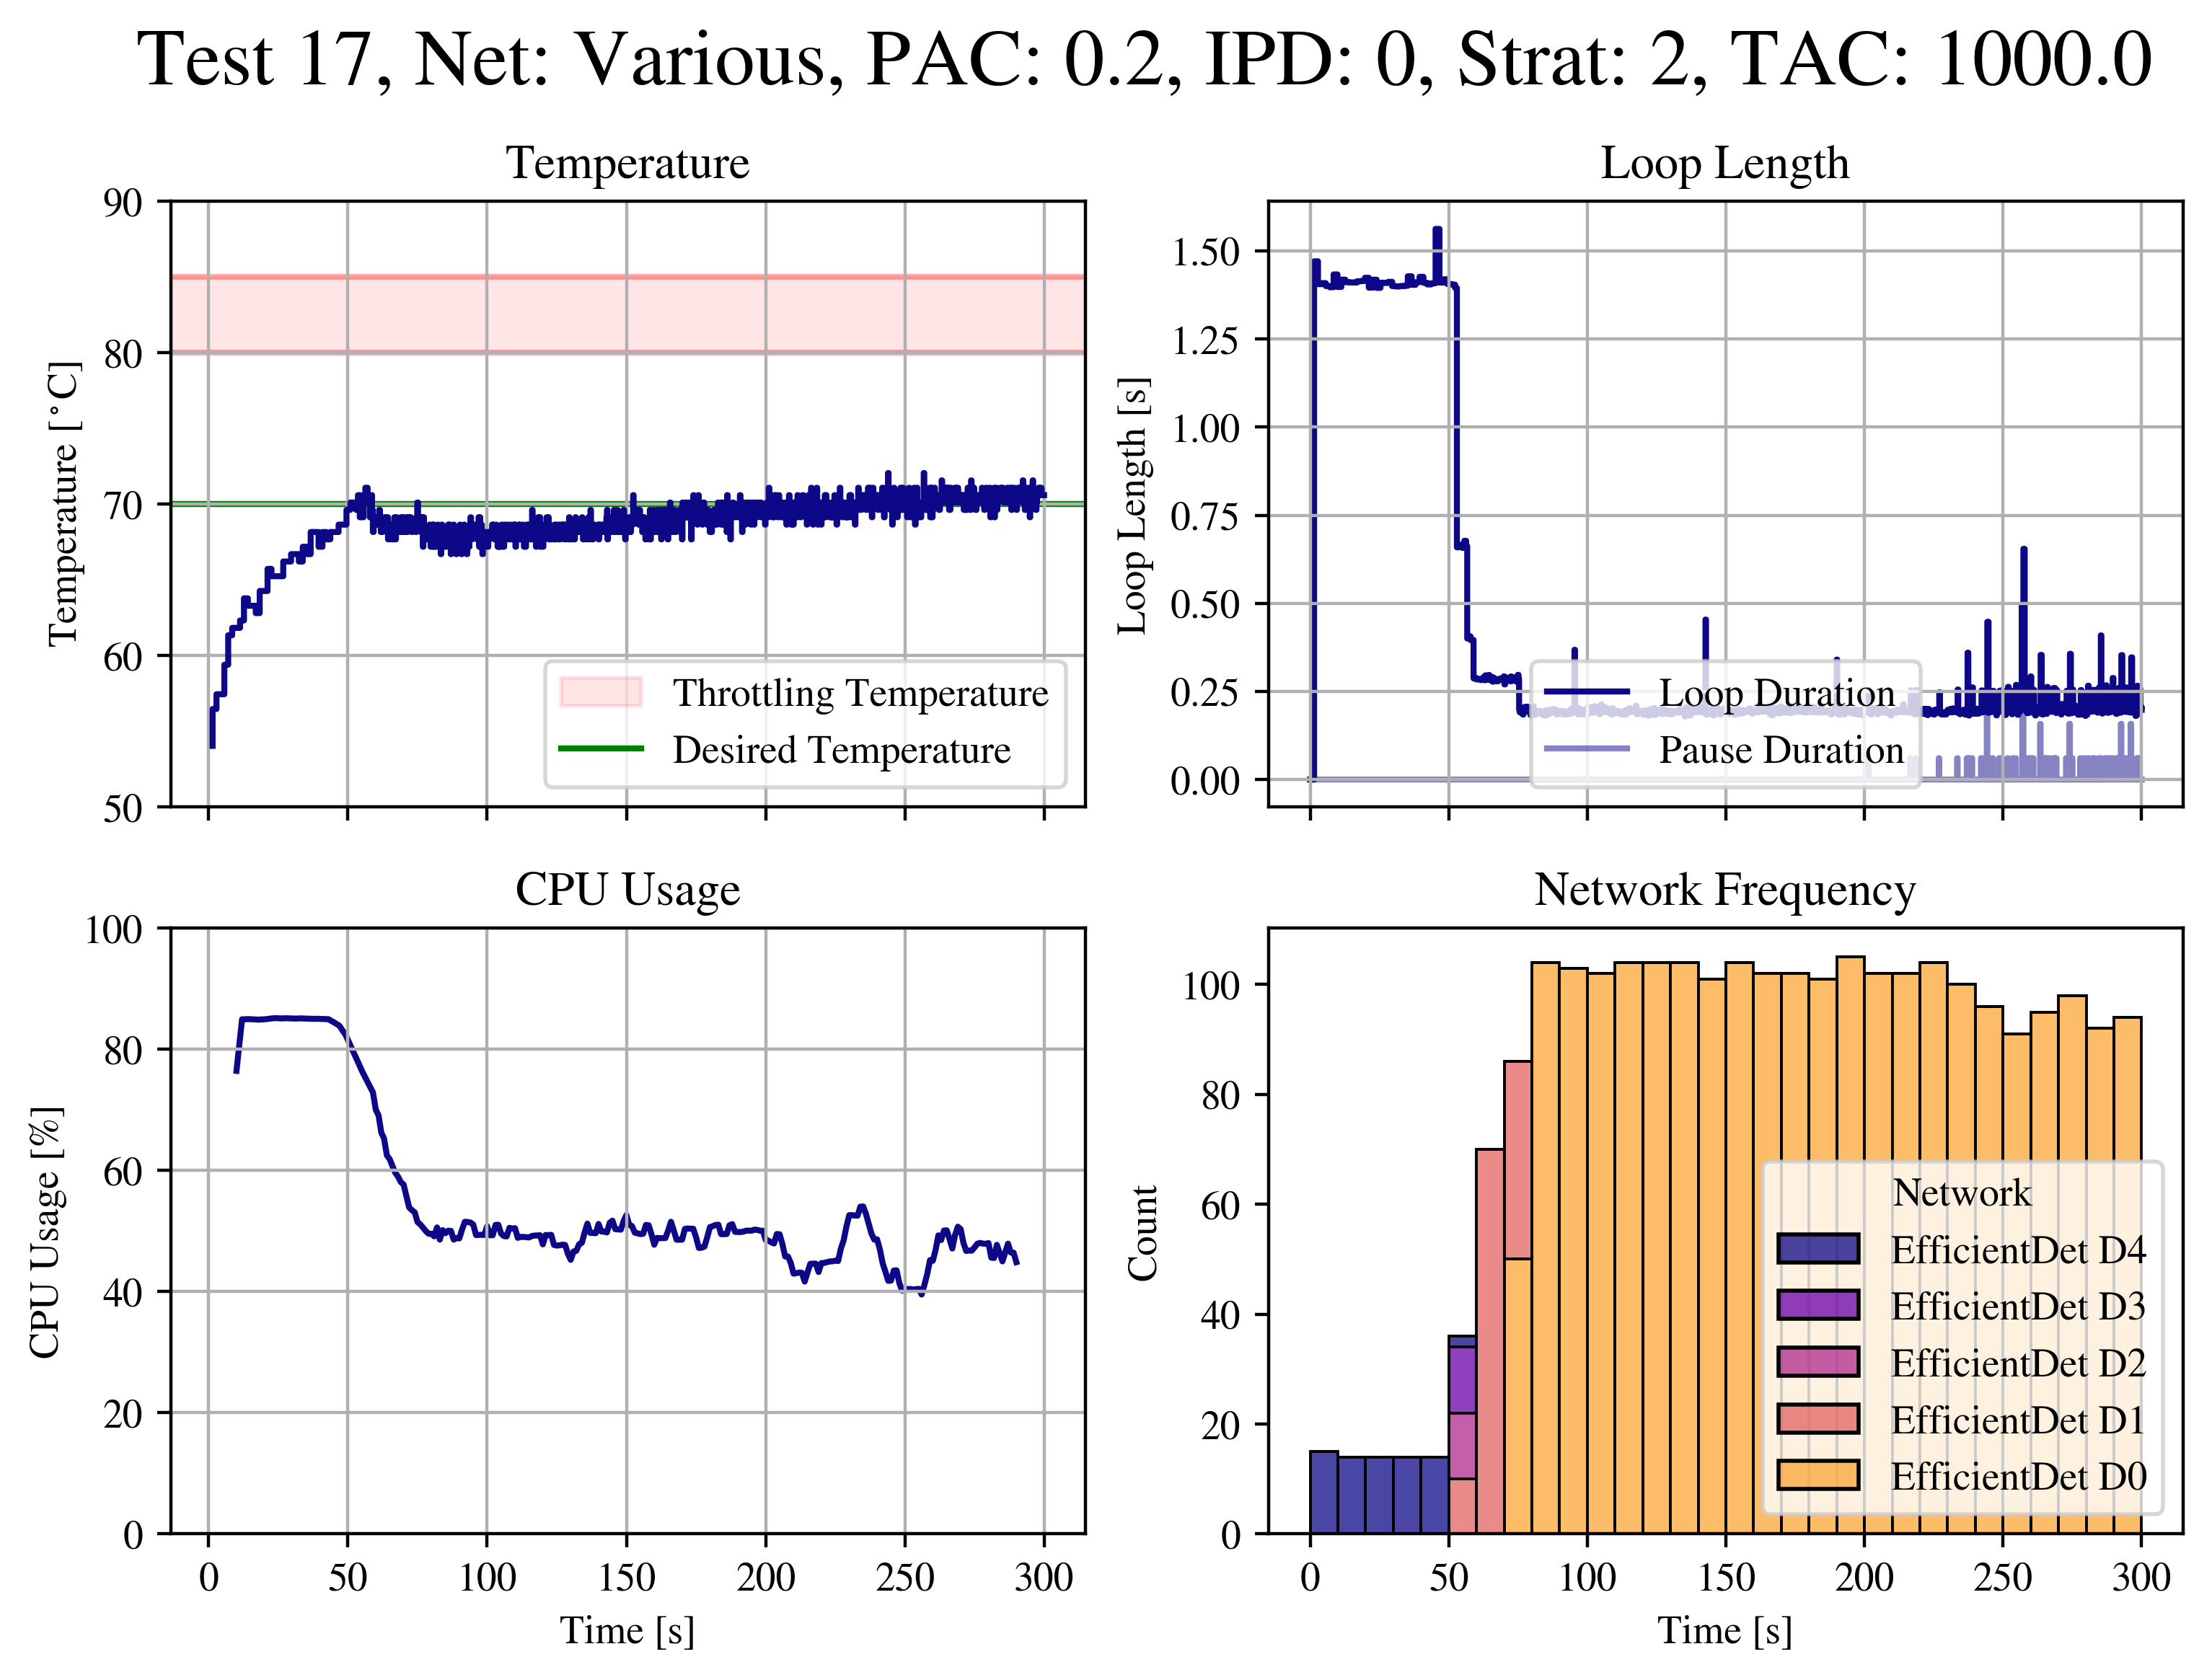 Test 17, Net: Various, PAC: 0.2, IPD: 0, Strat: 2, TAC: 1000.0
Temperature
90
80
70
60
50
Temperature [°C]
Throttling Temperature
Desired Temperature
Loop Length
1.50
1.25
1.00
0.75
0.50
0.25
0.00
Loop Length [s]
Loop Duration
Pause Duration
CPU Usage
100
80
60
40
20
0
CPU Usage [%]
0 50 100 150 200 250 300
Time [s]
Network Frequency
100
80
60
40
20
0
Count
Network
EfficientDet D4
EfficientDet D3
EfficientDet D2
EfficientDet D1
EfficientDet D0
0 50 100 150 200 250 300
Time [s]